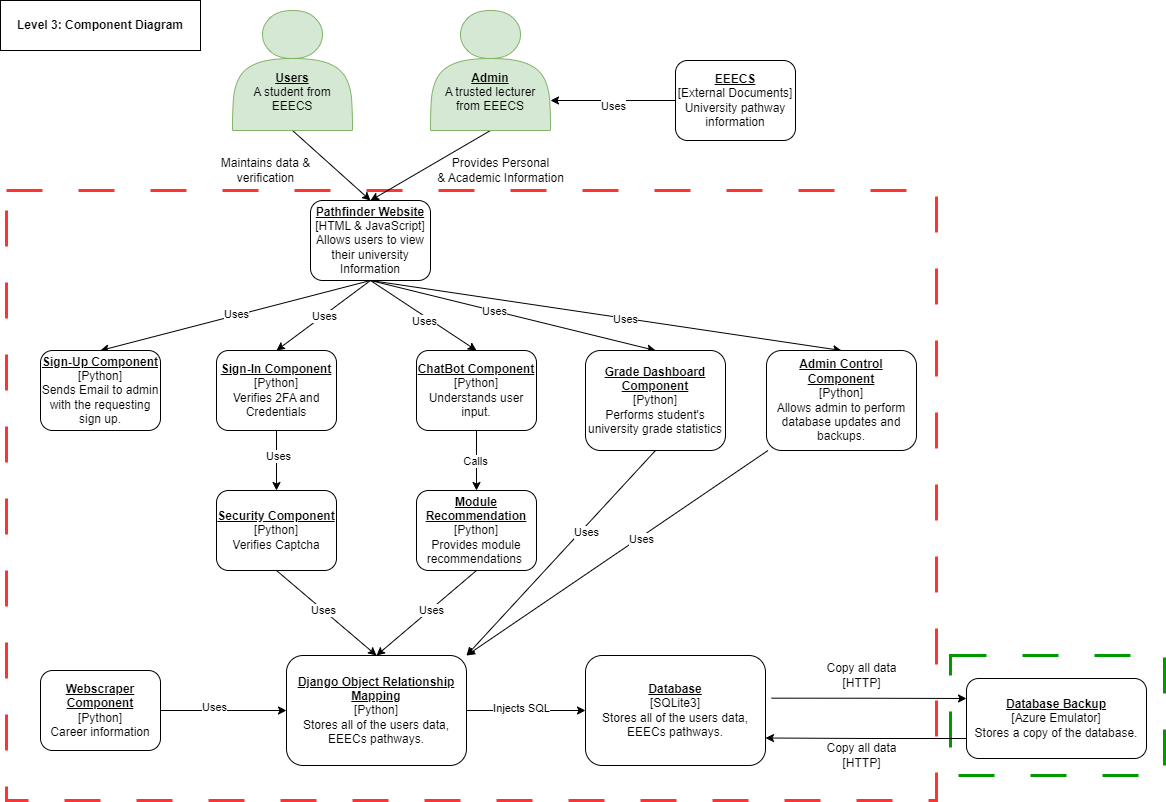 Level 3: Component Diagram
Users
A student from
EEECS
Admin
A trusted lecturer
from EEECS
Uses
EEECS
[External Documents]
University pathway
information
Maintains data &
verification
Provides Personal
& Academic Information
Pathfinder Website
[HTML & JavaScript]
Allows users to view
their university
Information
Uses
Uses
Uses
Uses
Uses
Sign-Up Component
[Python]
Sends Email to admin
with the requesting
sign up.
Sign-In Component
[Python]
Verifies 2FA and
Credentials
ChatBot Component
[Python]
Understands user
input.
Grade Dashboard
Component
[Python]
Performs student's
university grade statistics
Admin Control
Component
[Python]
Allows admin to perform
database updates and
backups.
Uses
Calls
Security Component
[Python]
Verifies Captcha
Module
Recommendation
[Python]
Provides module
recommendations
Uses
Uses
Uses
Uses
Webscraper
Component
[Python]
Career information
Uses
Django Object Relationship
Mapping
[Python]
Stores all of the users data,
EEECs pathways.
Injects SQL
Database
[SQLite3]
Stores all of the users data,
EEECs pathways.
Copy all data
[HTTP]
Copy all data
[HTTP]
Database Backup
[Azure Emulator]
Stores a copy of the database.